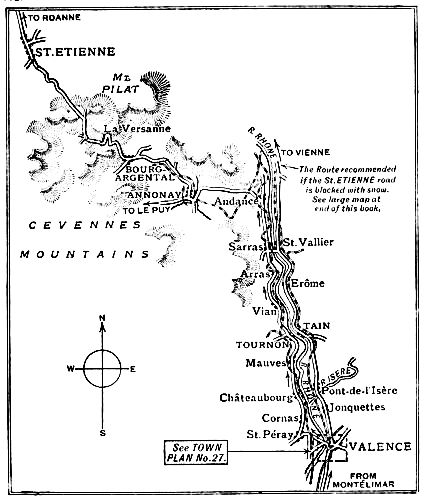 TO ROANNE
ST. ETIENNE
MT.
PILAT
La Versanne
R. RHONE
TO VIENNE
BOURG-
ARGENTAL
The Route recommended
if the St. ETIENNE road
is blocked with snow.
See large map at
end of this book.
ANNONAY
TO LE PUY
Andance
CEVENNES
MOUNTAINS
Sarras
St. Vallier
Arras
Erôme
Vian
TAIN
TOURNON
Mauves
R. RHONE
R. ISÈRE
Pont-de-l'Isère
Châteaubourg
Jonquettes
Cornas
St. Péray
VALENCE
N
W
E
S
See TOWN
PLAN No. 27.
FROM
MONTÉLIMAR